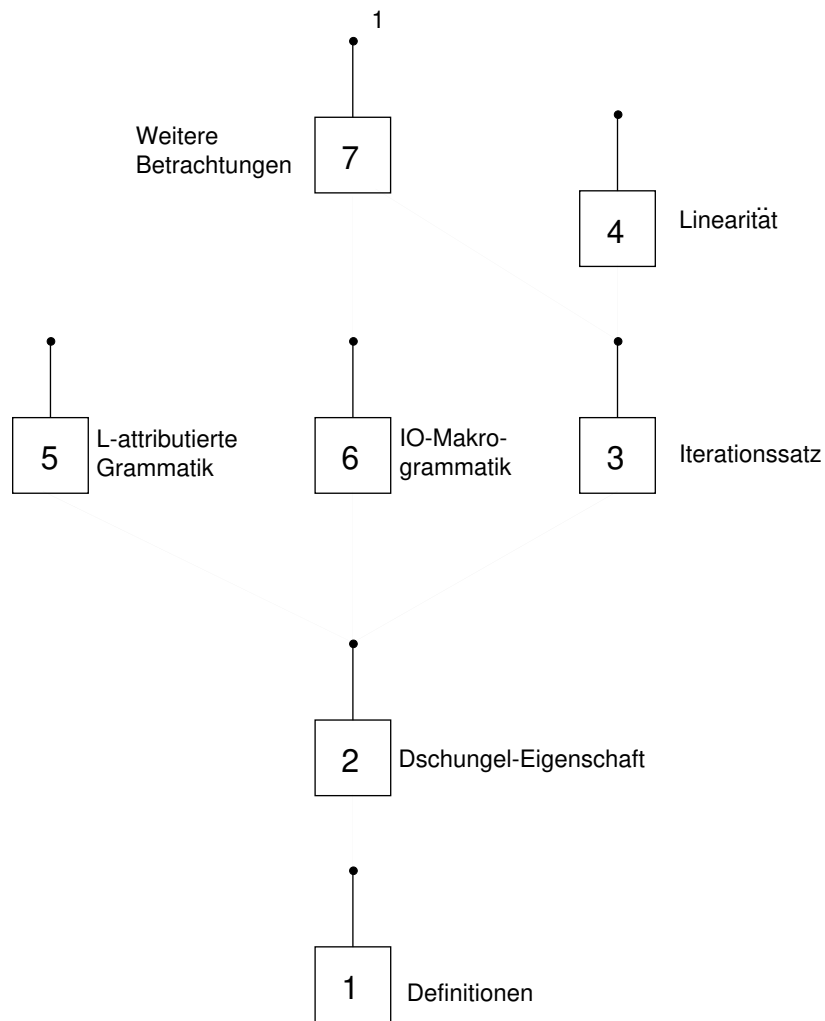 1
Weitere
Betrachtungen
7
4
Linearität
5
L-attributierte
Grammatik
6
IO-Makro-
grammatik
3
Iterationssatz
2
Dschungel-Eigenschaft
1
Definitionen